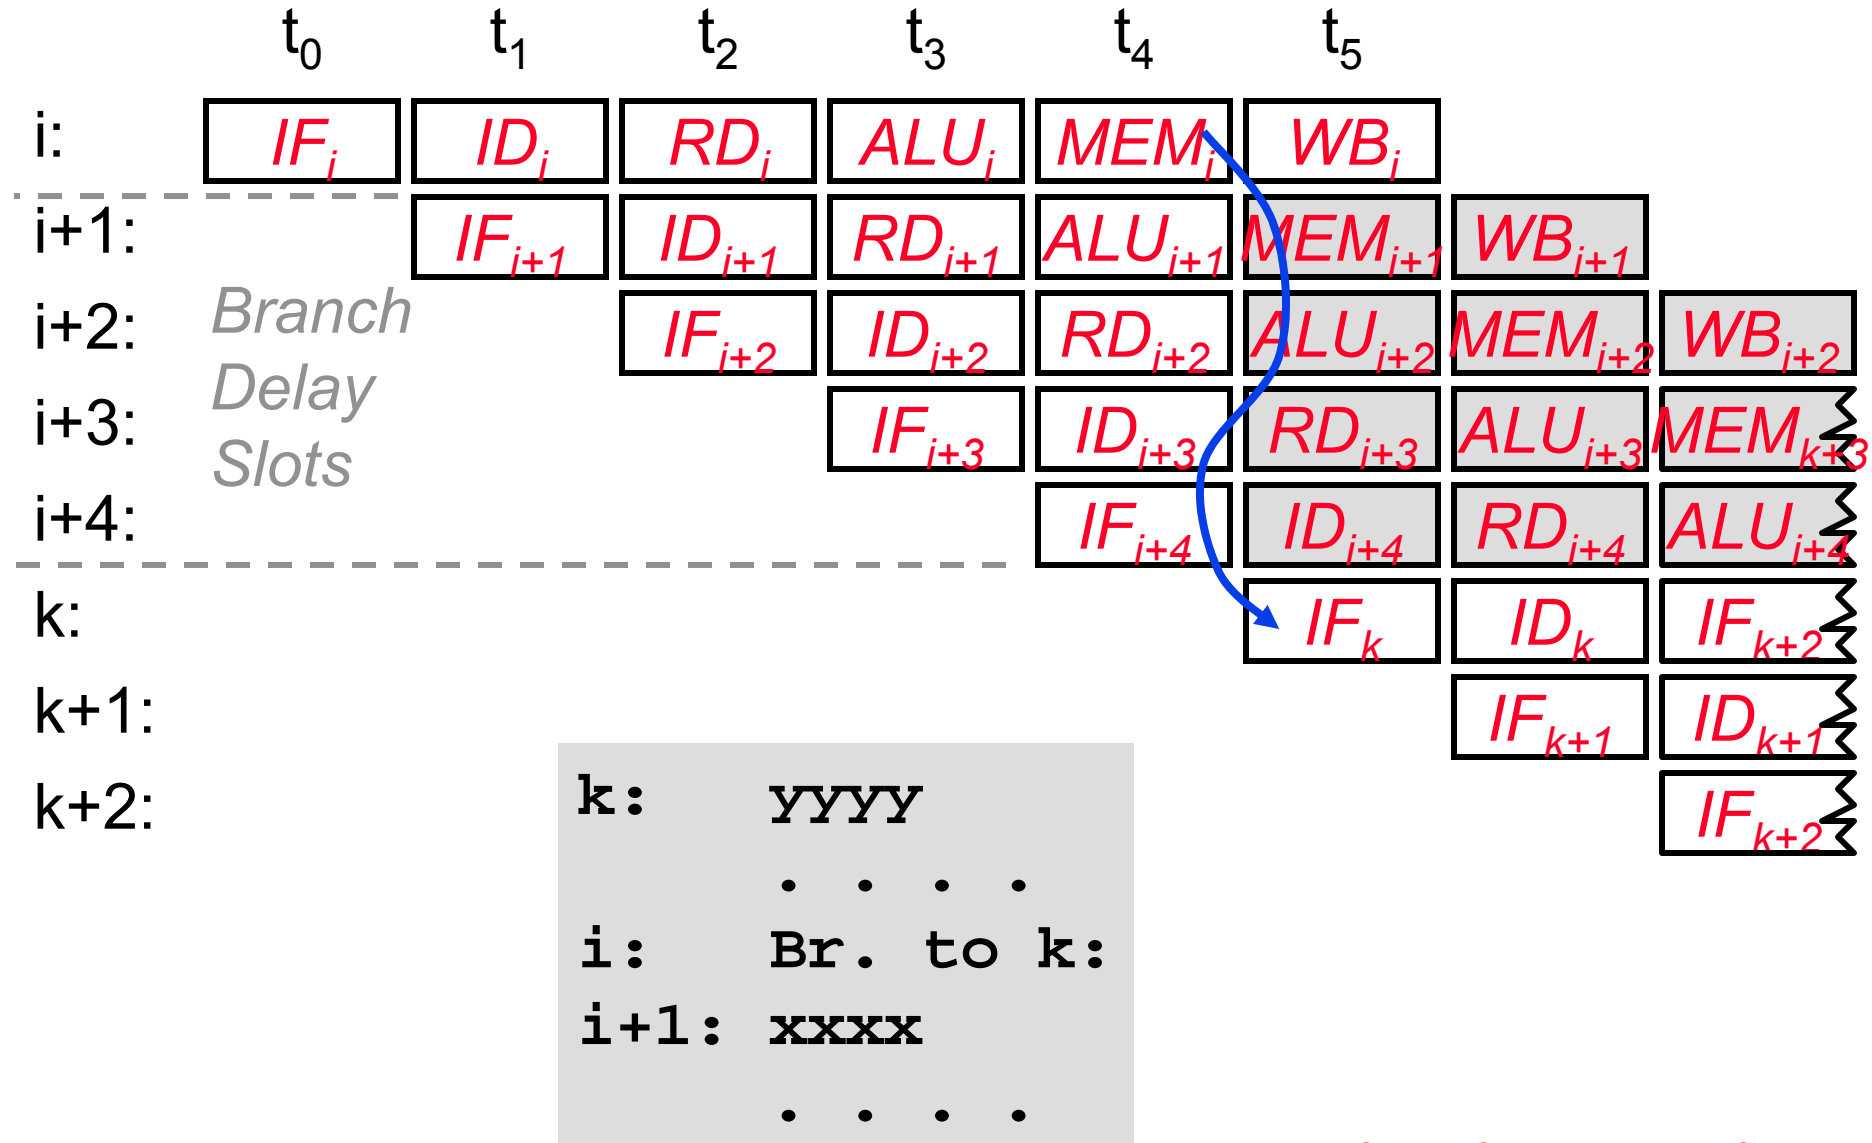 t0 t1 t2 t3 t4 t5
i: IFi IDi RDi ALUi MEMi WBi
i+1: IFi+1 IDi+1 RDi+1 ALUi+1 MEMi+1 WBi+1
i+2: IFi+2 IDi+2 RDi+2 ALUi+2 MEMi+2 WBi+2
i+3: IFi+3 IDi+3 RDi+3 ALUi+3 MEMk+3
i+4: IFi+4 IDi+4 RDi+4 ALUi+4
Branch
Delay
Slots
k: IFk IDk IFk+2
k+1: IFk+1 IDk+1
k+2: IFk+2
k: yyyy
. . . .
i: Br. to k:
i+1: xxxx
. . . .